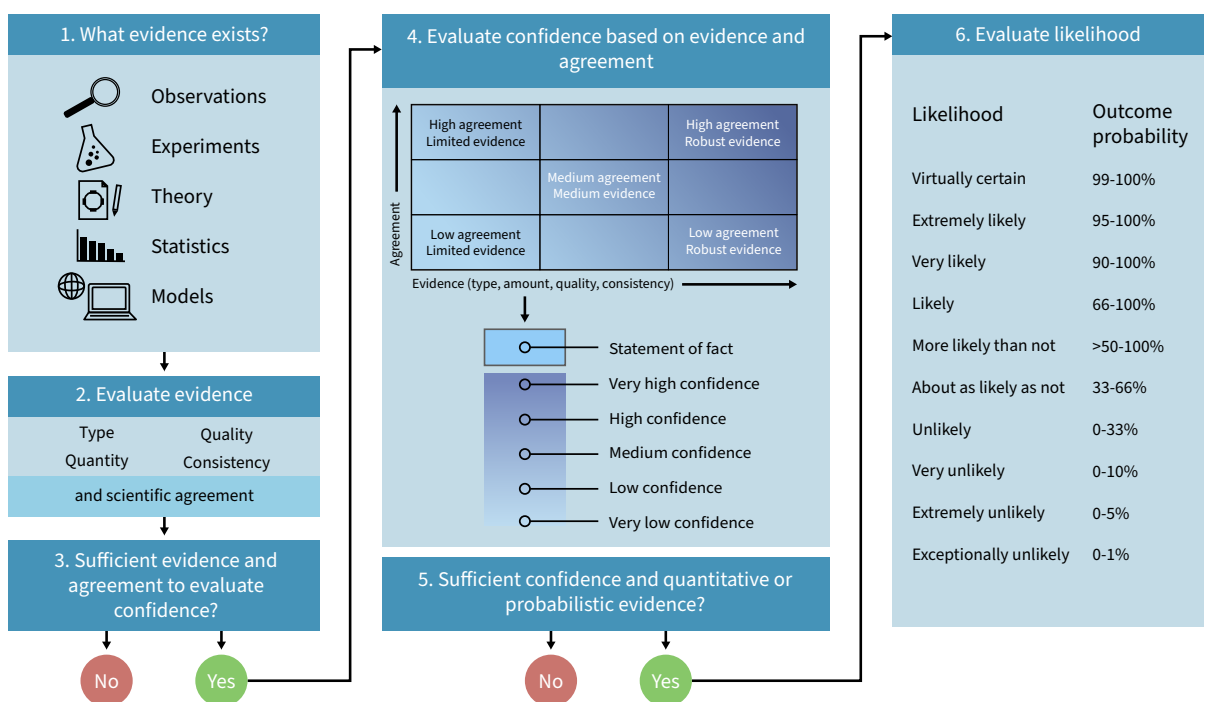 1. What evidence exists?
Observations
Experiments
Theory
Statistics
Models
2. Evaluate evidence
Type
Quality
Quantity
Consistency
and scientific agreement
3. Sufficient evidence and
agreement to evaluate
confidence?
No
Yes
4. Evaluate confidence based on evidence and
agreement
Agreement
High agreement
Limited evidence
High agreement
Robust evidence
Medium agreement
Medium evidence
Low agreement
Limited evidence
Low agreement
Robust evidence
Evidence (type, amount, quality, consistency)
Statement of fact
Very high confidence
High confidence
Medium confidence
Low confidence
Very low confidence
5. Sufficient confidence and quantitative or
probabilistic evidence?
No
Yes
6. Evaluate likelihood
Likelihood
Outcome
probability
Virtually certain 99-100%
Extremely likely 95-100%
Very likely 90-100%
Likely 66-100%
More likely than not >50-100%
About as likely as not 33-66%
Unlikely 0-33%
Very unlikely 0-10%
Extremely unlikely 0-5%
Exceptionally unlikely 0-1%